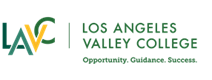 LAVC
LOS ANGELES
VALLEY COLLEGE
Opportunity. Guidance. Success.